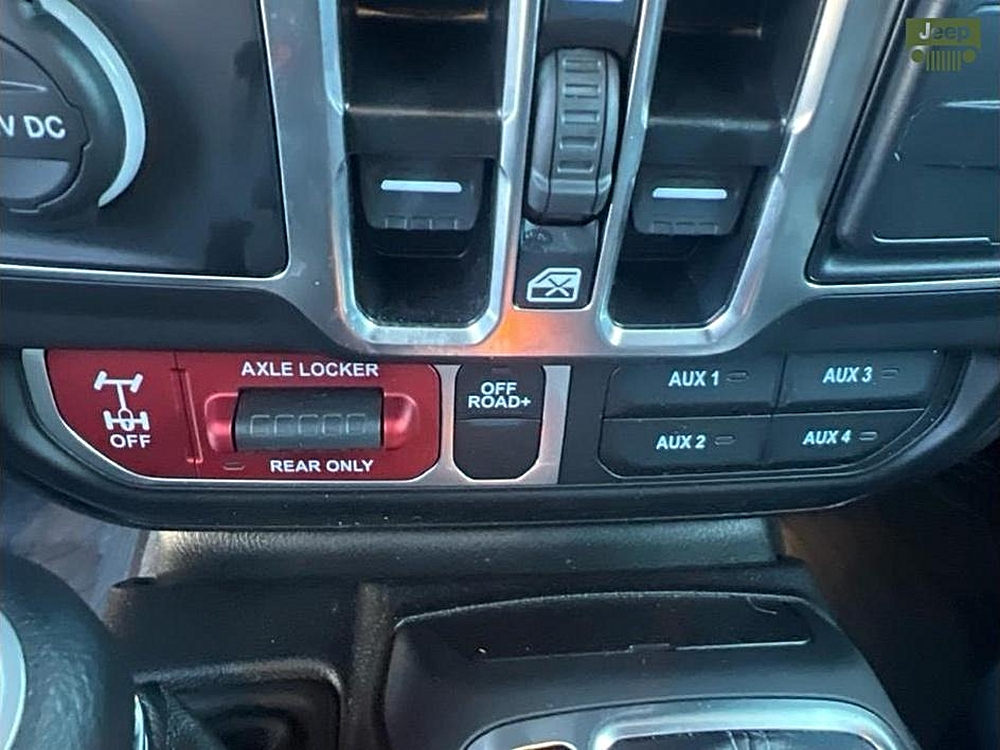 Jeep
V DC
AXLE LOCKER
OFF
REAR ONLY
OFF
ROAD+
AUX 1
AUX 3
AUX 2
AUX 4